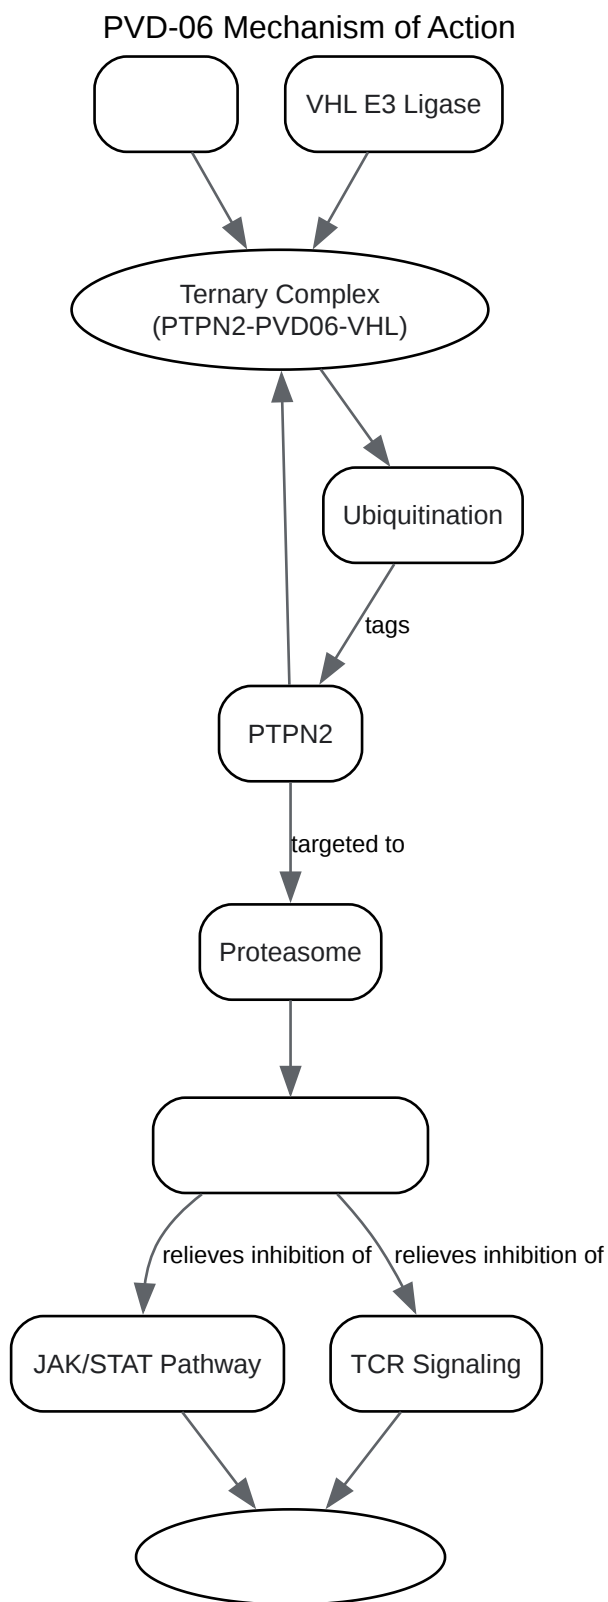 PVD-06 Mechanism of Action
VHL E3 Ligase
Ternary Complex
(PTPN2-PVD06-VHL)
Ubiquitination
tags
PTPN2
targeted to
Proteasome
relieves inhibition of
relieves inhibition of
JAK/STAT Pathway
TCR Signaling